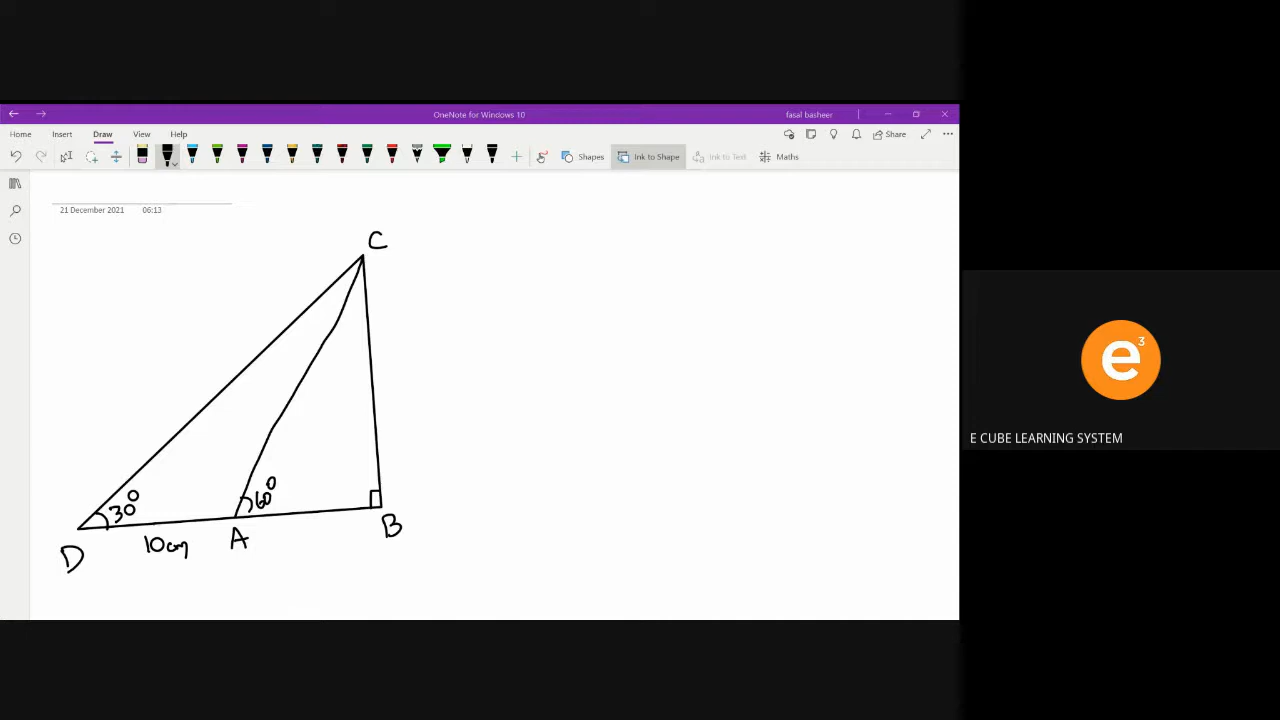 OneNote for Windows 10
fasal basheer
Home Insert Draw View Help
Share
Shapes Ink to Shape Ink to Text Maths
21 December 2021 06:13
C
30°
60°
D
10cm
A
B
e3
E CUBE LEARNING SYSTEM